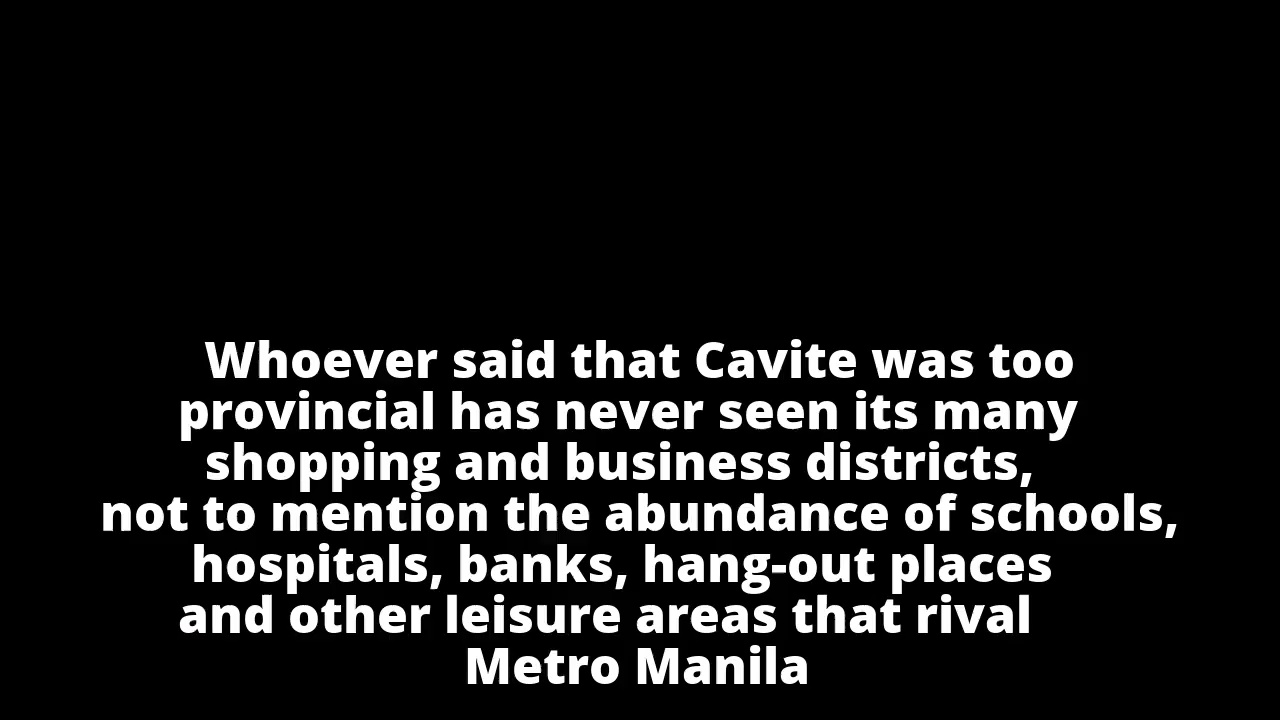 Whoever said that Cavite was too
provincial has never seen its many
shopping and business districts,
not to mention the abundance of schools,
hospitals, banks, hang-out places
and other leisure areas that rival
Metro Manila